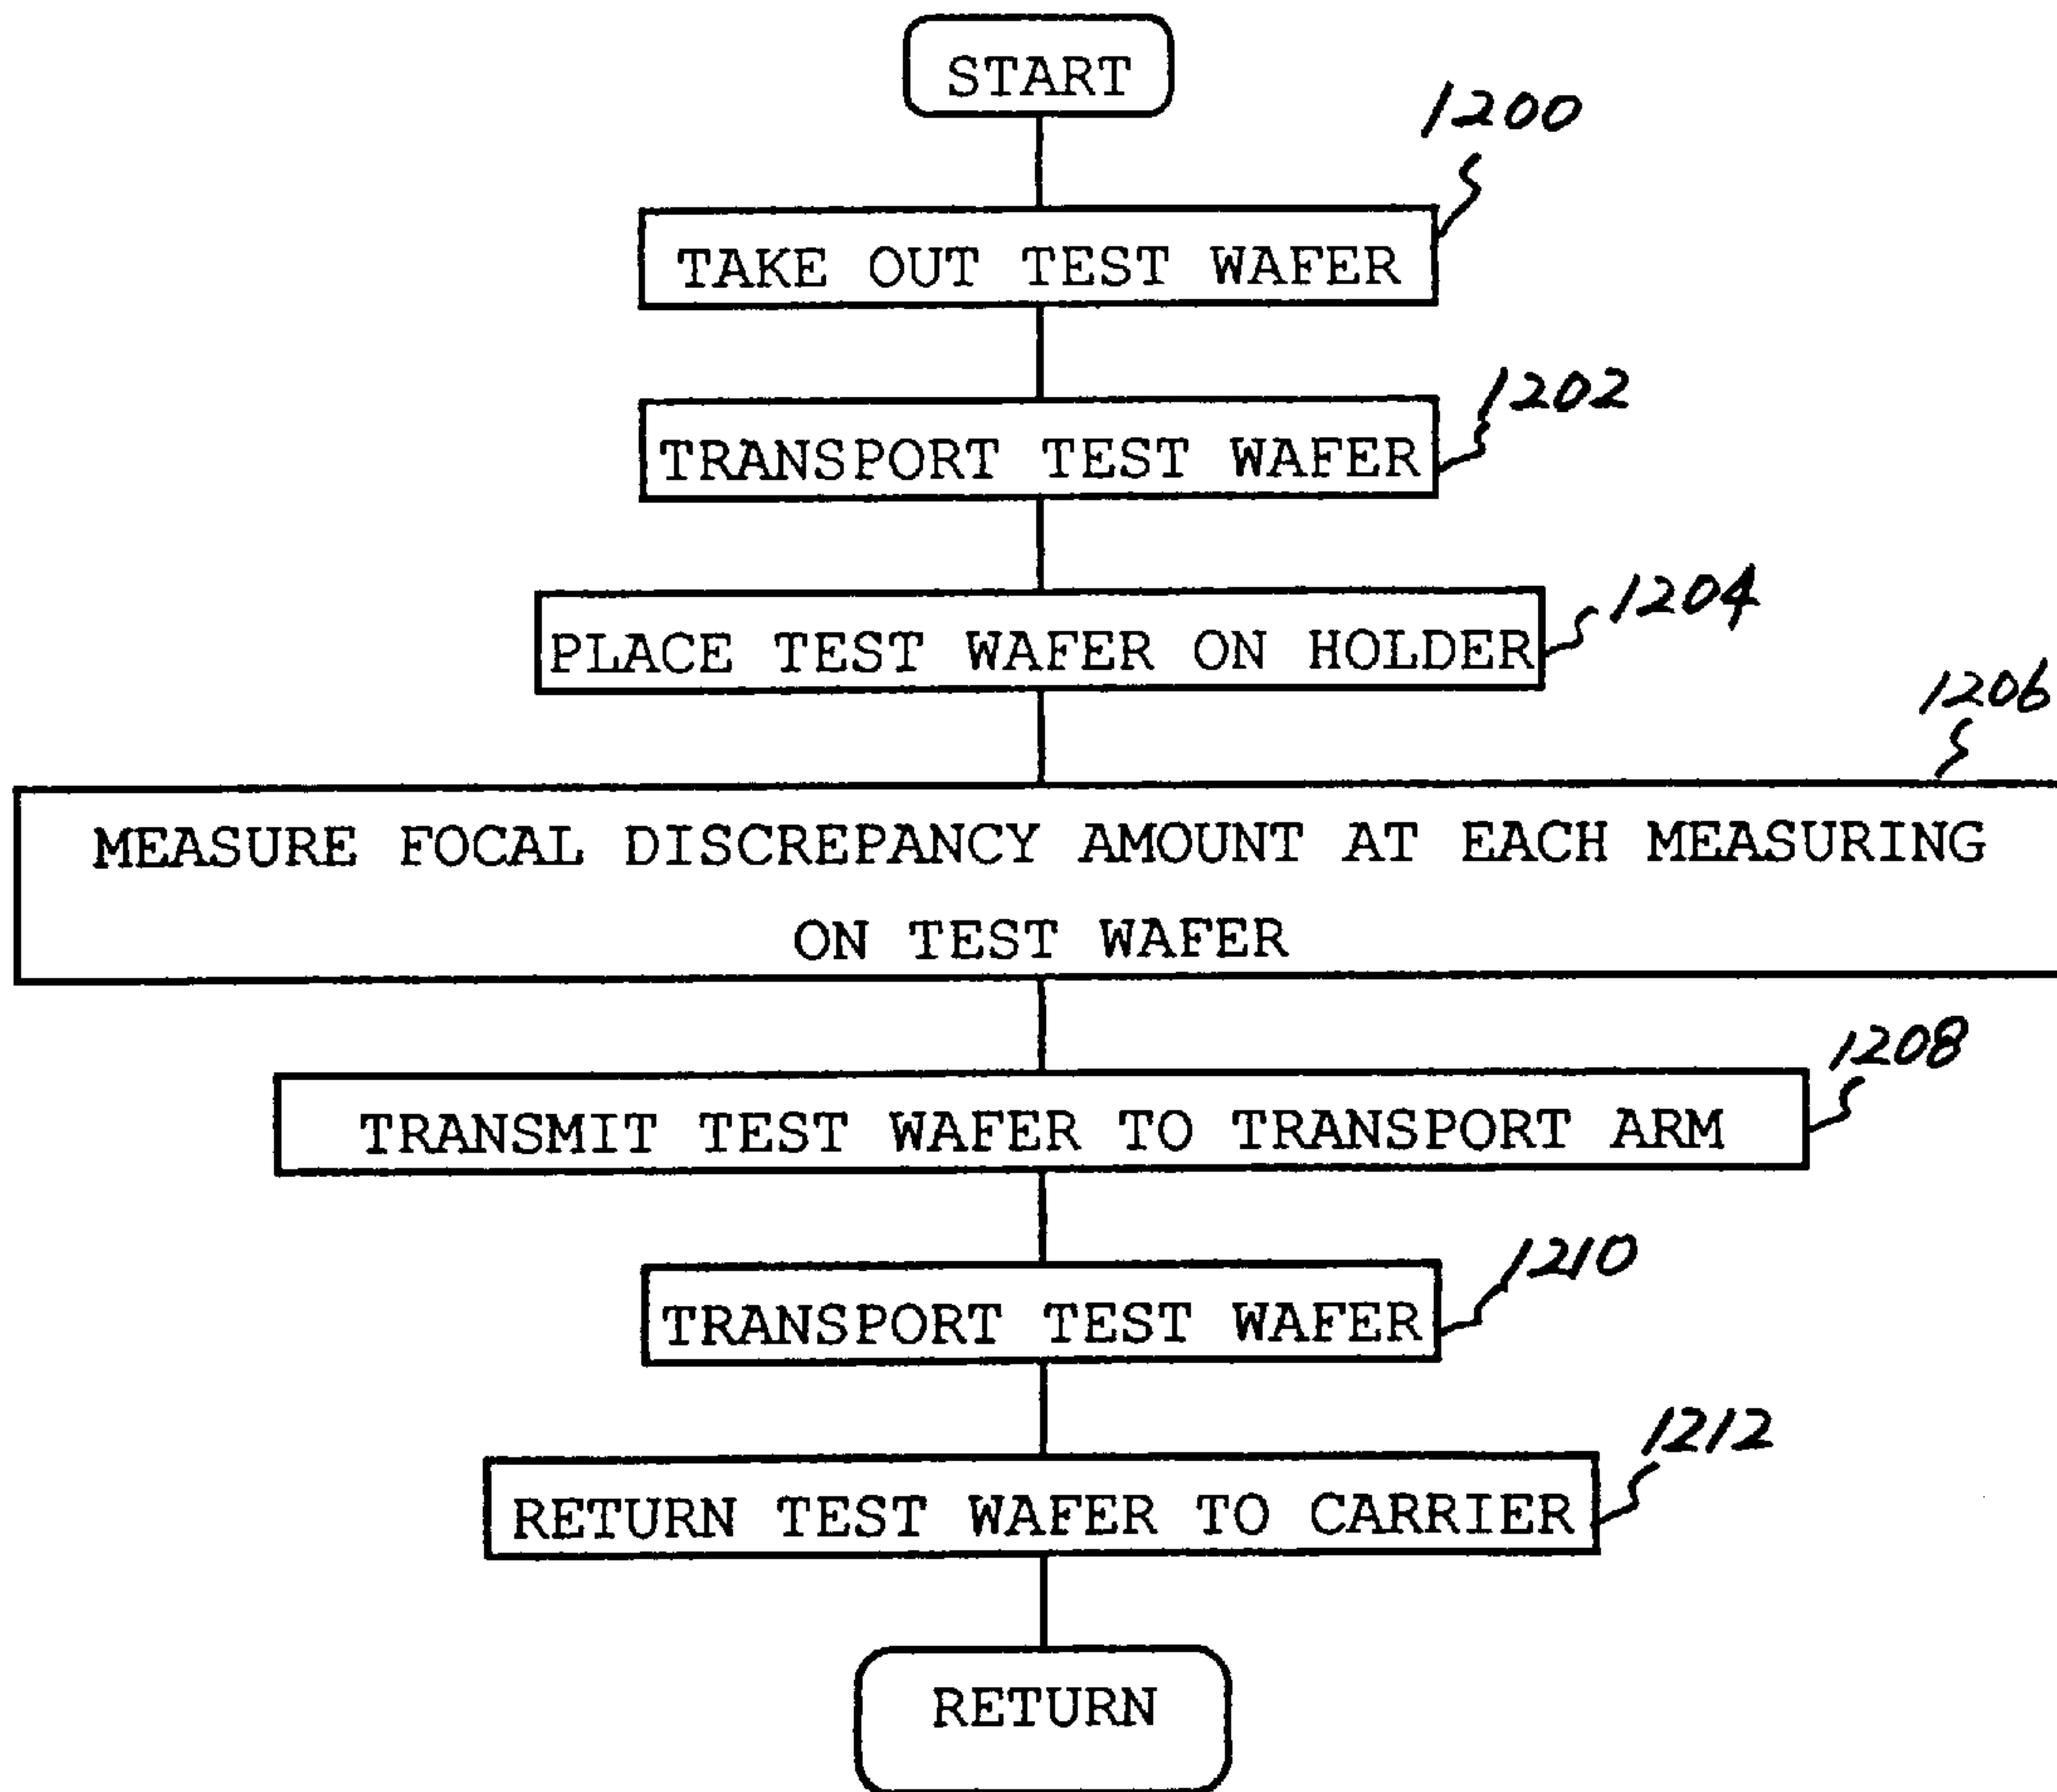 START
1200
TAKE OUT TEST WAFER
1202
TRANSPORT TEST WAFER
1204
PLACE TEST WAFER ON HOLDER
1206
MEASURE FOCAL DISCREPANCY AMOUNT AT EACH MEASURING
ON TEST WAFER
1208
TRANSMIT TEST WAFER TO TRANSPORT ARM
1210
TRANSPORT TEST WAFER
1212
RETURN TEST WAFER TO CARRIER
RETURN